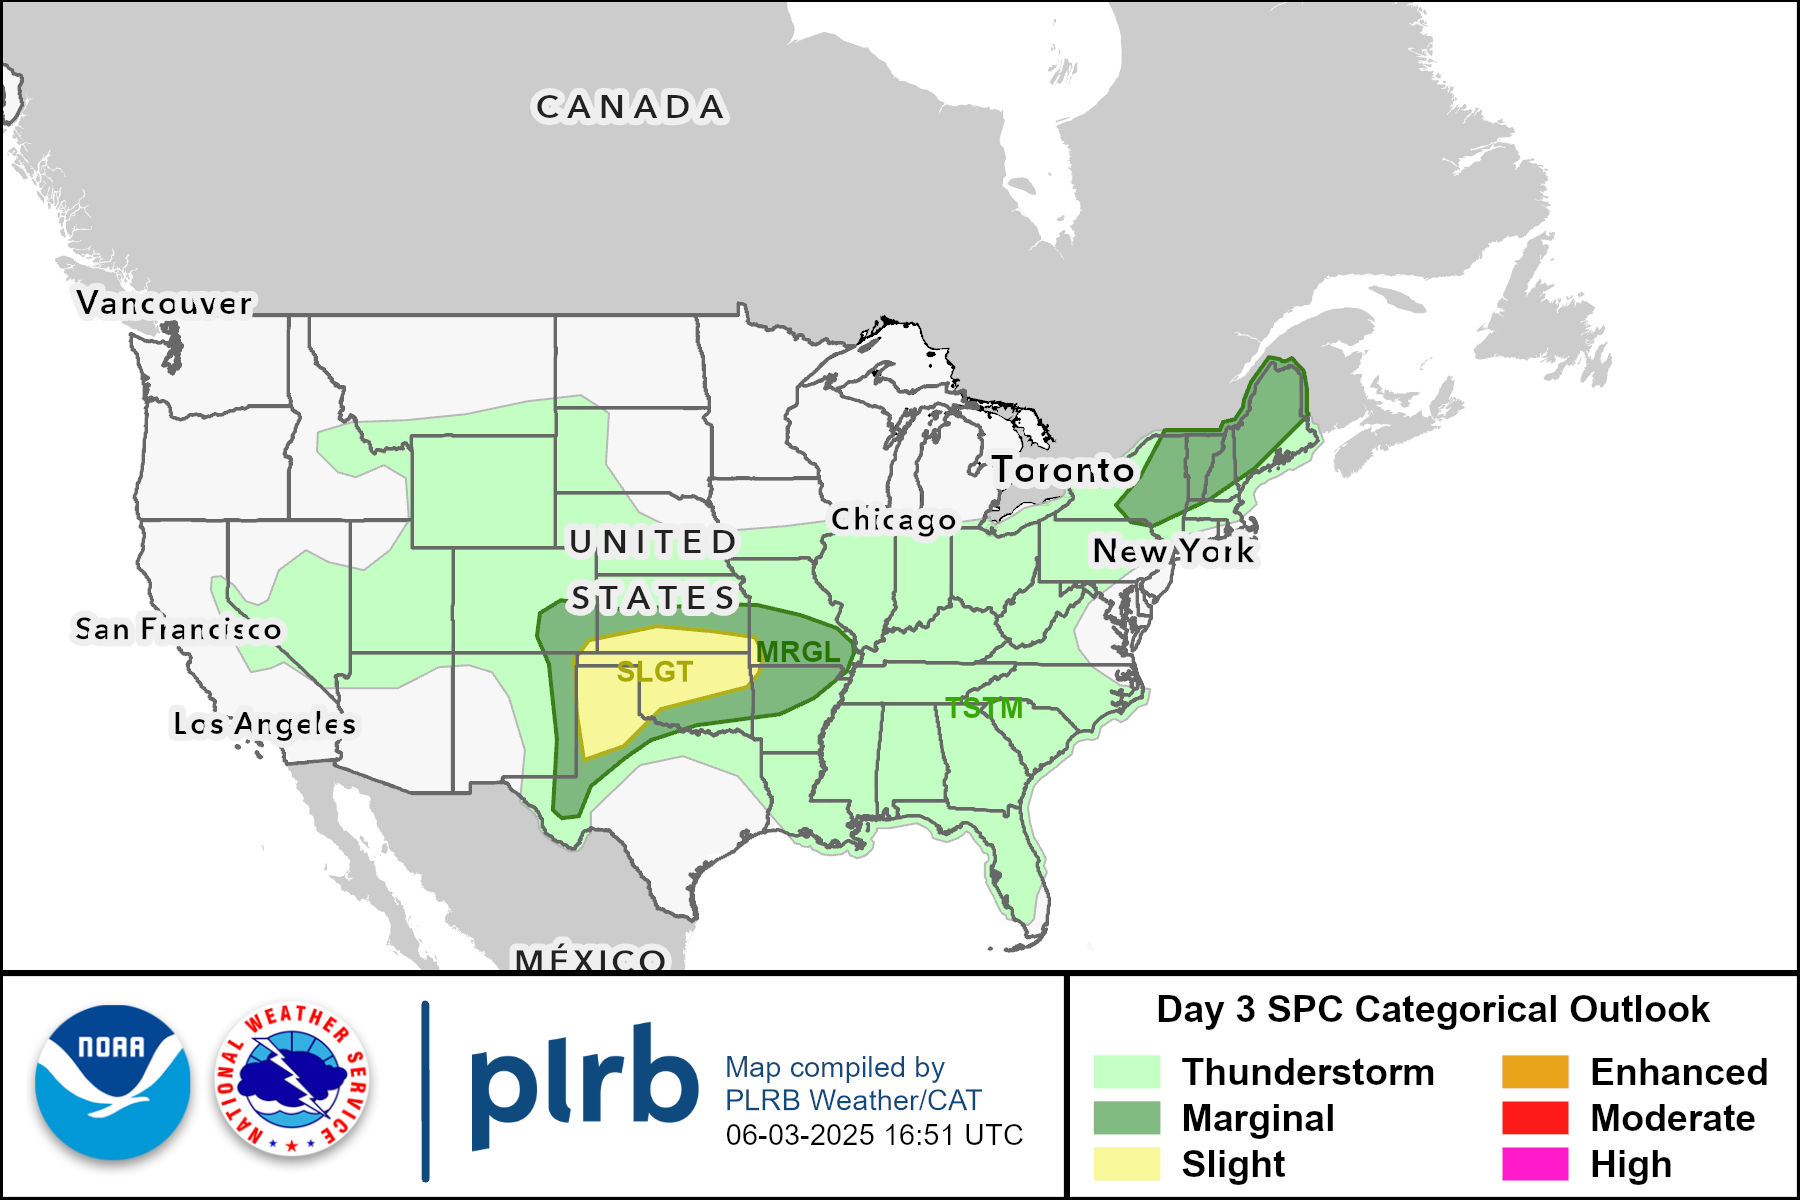 CANADA
Vancouver
Toronto
Chicago
UNITED
STATES
New York
San Francisco
MRGL
SLGT
TSTM
Los Angeles
MÉXICO
NOAA
NATIONAL WEATHER SERVICE
plrb
Map compiled by
PLRB Weather/CAT
06-03-2025 16:51 UTC
Day 3 SPC Categorical Outlook
Thunderstorm
Marginal
Slight
Enhanced
Moderate
High